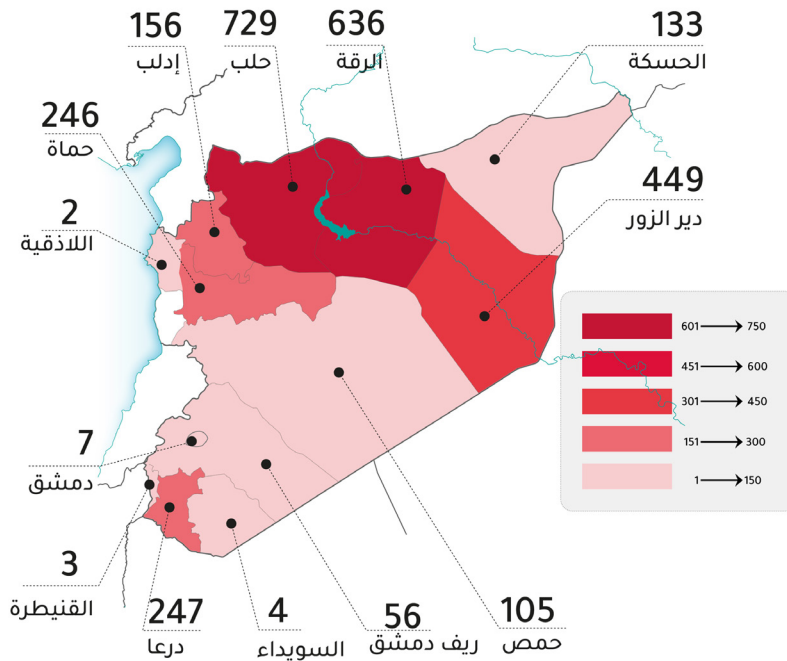 156
إدلب
729
حلب
636
الرقة
133
الحسكة
246
حماة
449
دير الزور
2
اللاذقية
601 750
451 600
301 450
151 300
1 150
7
دمشق
3
القنيطرة
247
درعا
4
السويداء
56
ريف دمشق
105
حمص